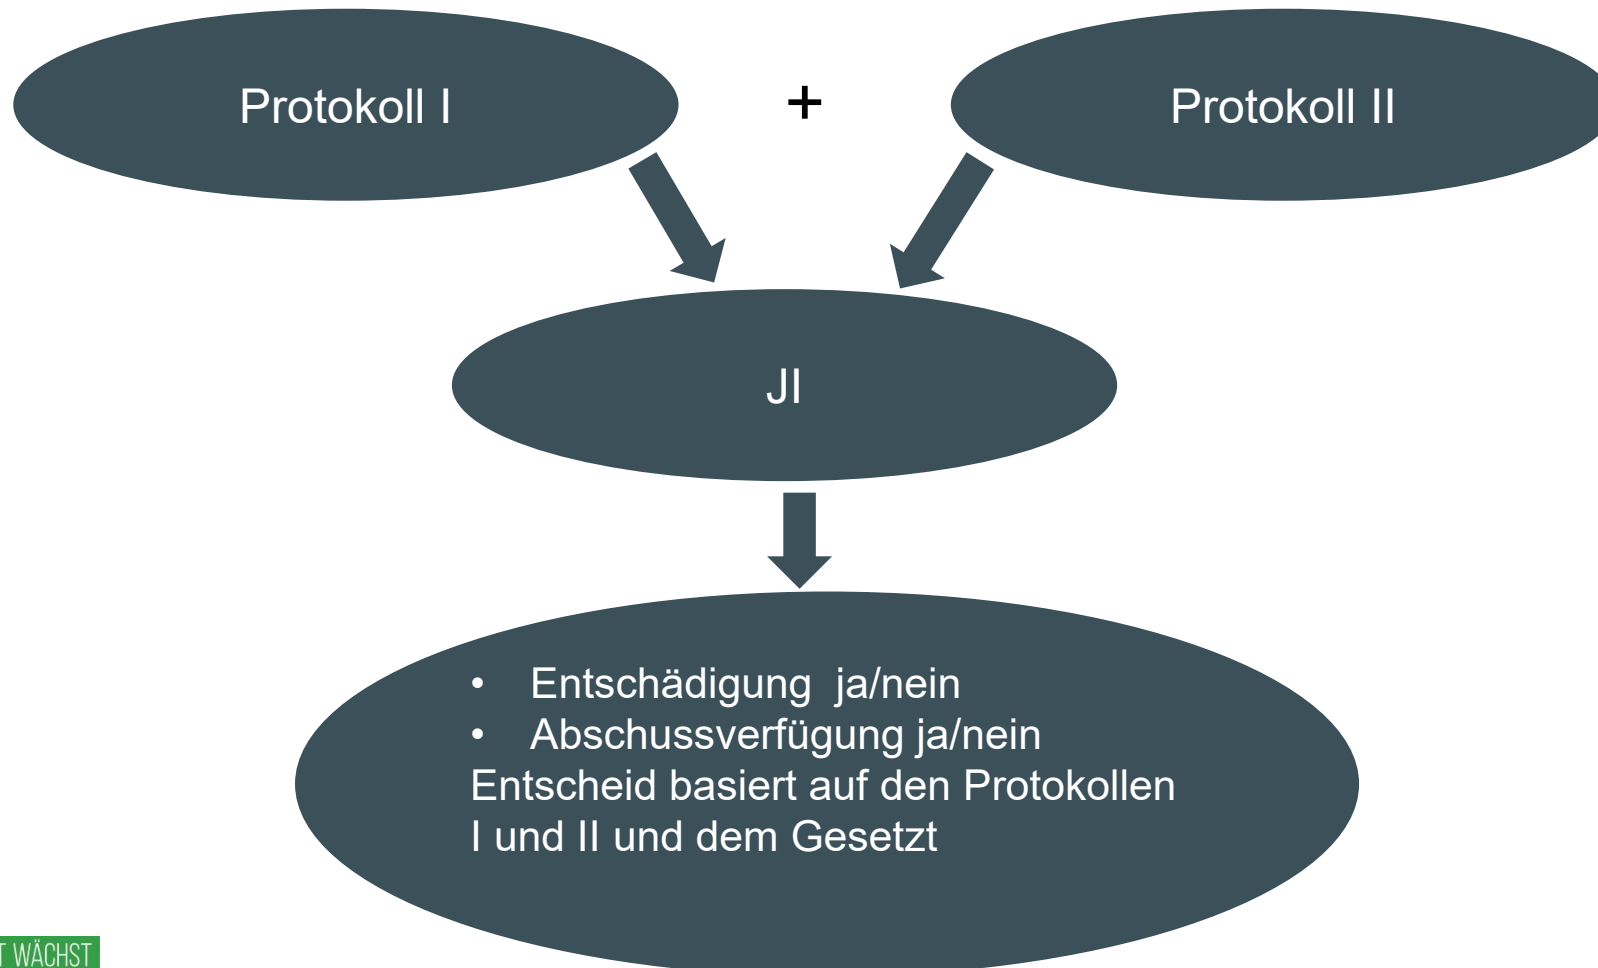 Protokoll I
+
Protokoll II
JI
• Entschädigung ja/nein
• Abschussverfügung ja/nein
Entscheid basiert auf den Protokollen
I und II und dem Gesetzt
WÄCHST